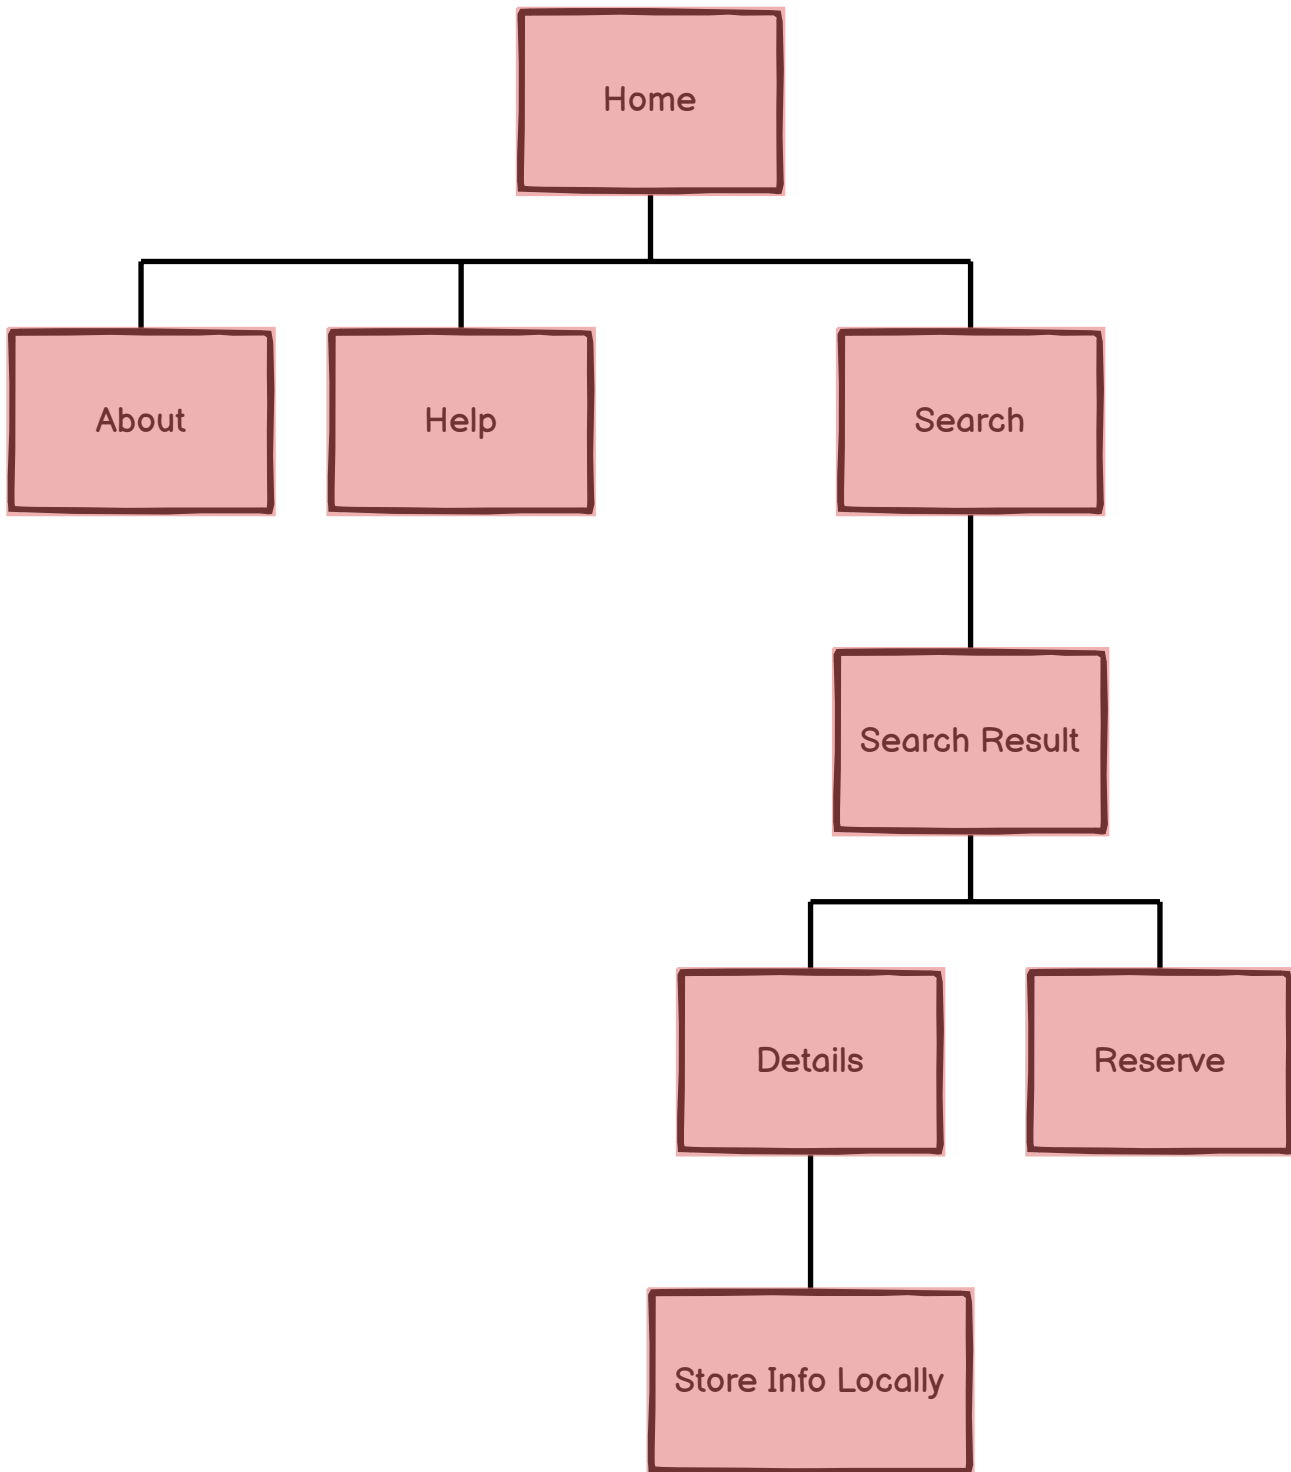 Home
About
Help
Search
Search Result
Details
Reserve
Store Info Locally